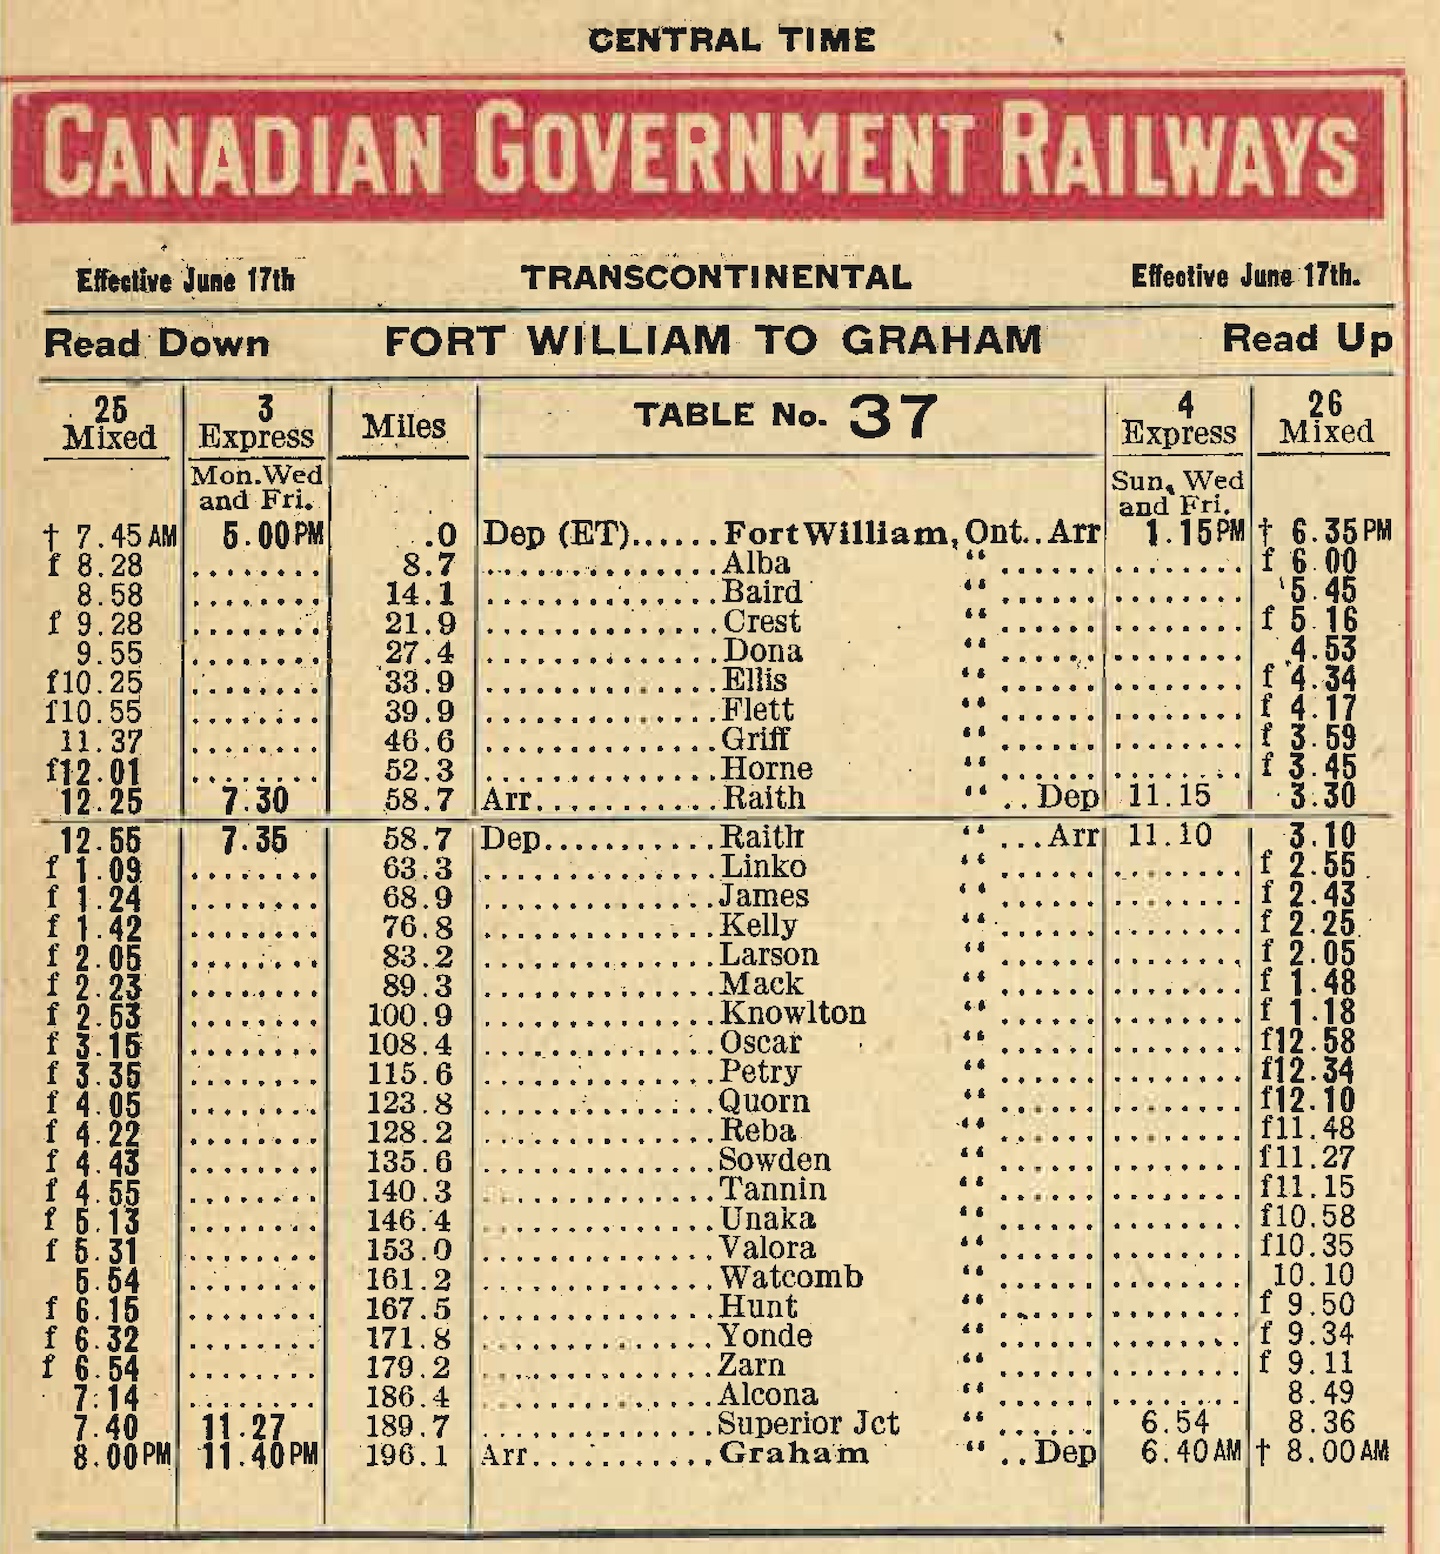 CENTRAL TIME
CANADIAN GOVERNMENT RAILWAYS
Effective June 17th TRANSCONTINENTAL Effective June 17th.
Read Down FORT WILLIAM TO GRAHAM Read Up
25 Mixed 3 Express Miles TABLE No. 37 4 Express 26 Mixed
Mon. Wed and Fri. Sun, Wed and Fri.
† 7.45 AM 5.00 PM .0 Dep (ET)...... Fort William, Ont.. Arr 1.15 PM † 6.35 PM
f 8.28 ........ 8.7 ..............Alba “ ...... ........ f 6.00
8.58 ........ 14.1 ..............Baird “ ...... ........ 5.45
f 9.28 ........ 21.9 ..............Crest “ ...... ........ f 5.16
9.55 ........ 27.4 ..............Dona “ ...... ........ 4.53
f10.25 ........ 33.9 ..............Ellis “ ...... ........ f 4.34
f10.55 ........ 39.9 ..............Flett “ ...... ........ f 4.17
11.37 ........ 46.6 ..............Griff “ ...... ........ f 3.59
f12.01 ........ 52.3 ..............Horne “ ...... ........ f 3.45
12.25 7.30 58.7 Arr...........Raith “ ..Dep 11.15 3.30
12.55 7.35 58.7 Dep...........Raith “ ...Arr 11.10 3.10
f 1.09 ........ 63.3 ..............Linko “ ...... ........ f 2.55
f 1.24 ........ 68.9 ..............James “ ...... ........ f 2.43
f 1.42 ........ 76.8 ..............Kelly “ ...... ........ f 2.25
f 2.05 ........ 83.2 ..............Larson “ ...... ........ f 2.05
f 2.23 ........ 89.3 ..............Mack “ ...... ........ f 1.48
f 2.53 ........ 100.9 ..............Knowlton “ ...... ........ f 1.18
f 3.15 ........ 108.4 ..............Oscar “ ...... ........ f12.58
f 3.35 ........ 115.6 ..............Petry “ ...... ........ f12.34
f 4.05 ........ 123.8 ..............Quorn “ ...... ........ f12.10
f 4.22 ........ 128.2 ..............Reba “ ...... ........ f11.48
f 4.43 ........ 135.6 ..............Sowden “ ...... ........ f11.27
f 4.55 ........ 140.3 ..............Tannin “ ...... ........ f11.15
f 5.13 ........ 146.4 ..............Unaka “ ...... ........ f10.58
f 5.31 ........ 153.0 ..............Valora “ ...... ........ f10.35
5.54 ........ 161.2 ..............Watcomb “ ...... ........ 10.10
f 6.15 ........ 167.5 ..............Hunt “ ...... ........ f 9.50
f 6.32 ........ 171.8 ..............Yonde “ ...... ........ f 9.34
f 6.54 ........ 179.2 ..............Zarn “ ...... ........ f 9.11
7.14 ........ 186.4 ..............Alcona “ ...... ........ 8.49
7.40 11.27 189.7 ..............Superior Jct “ ...... 6.54 8.36
8.00 PM 11.40 PM 196.1 Arr...........Graham “ ..Dep 6.40 AM † 8.00 AM